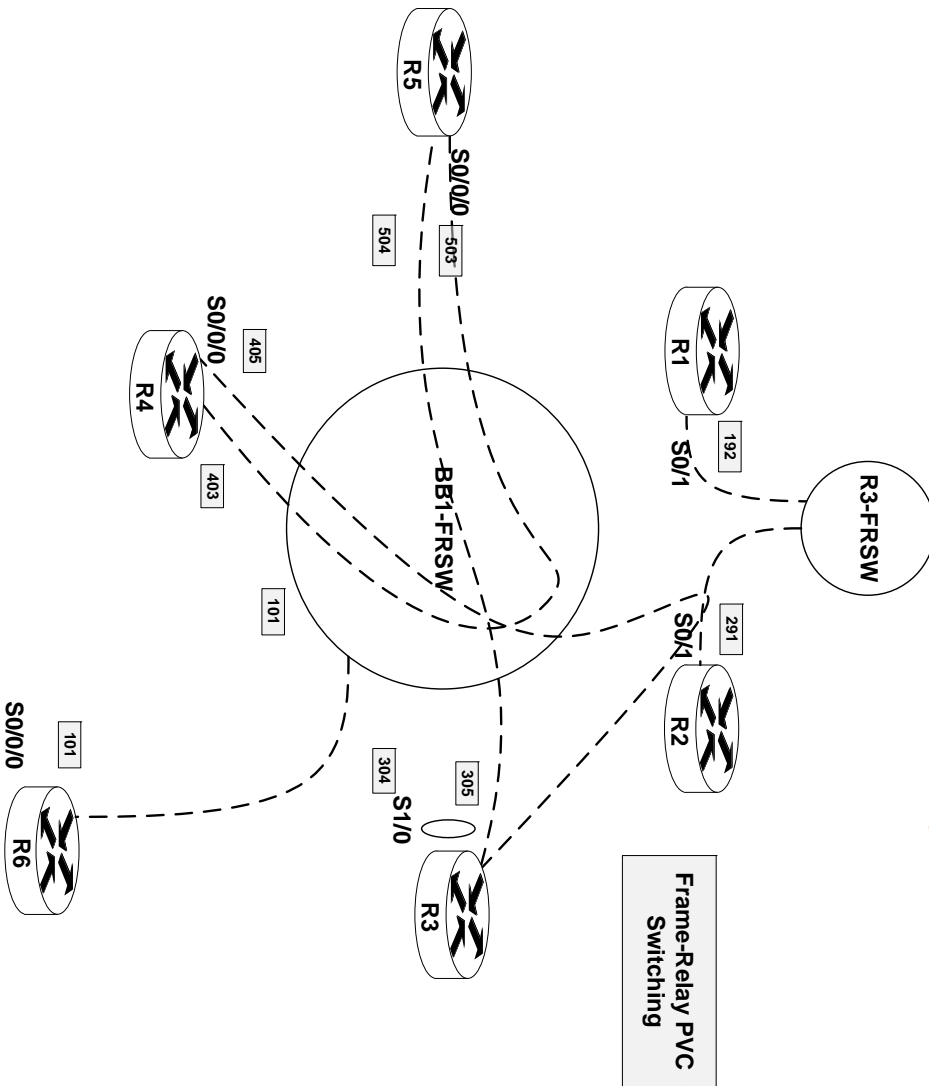 Frame-Relay PVC
Switching
R3-FRSW
R1
S0/1
192
291
S0/1
R2
R5
S0/0/0
503
504
BB1-FRSW
405
S0/0/0
R4
403
101
305
304
S1/0
R3
101
S0/0/0
R6